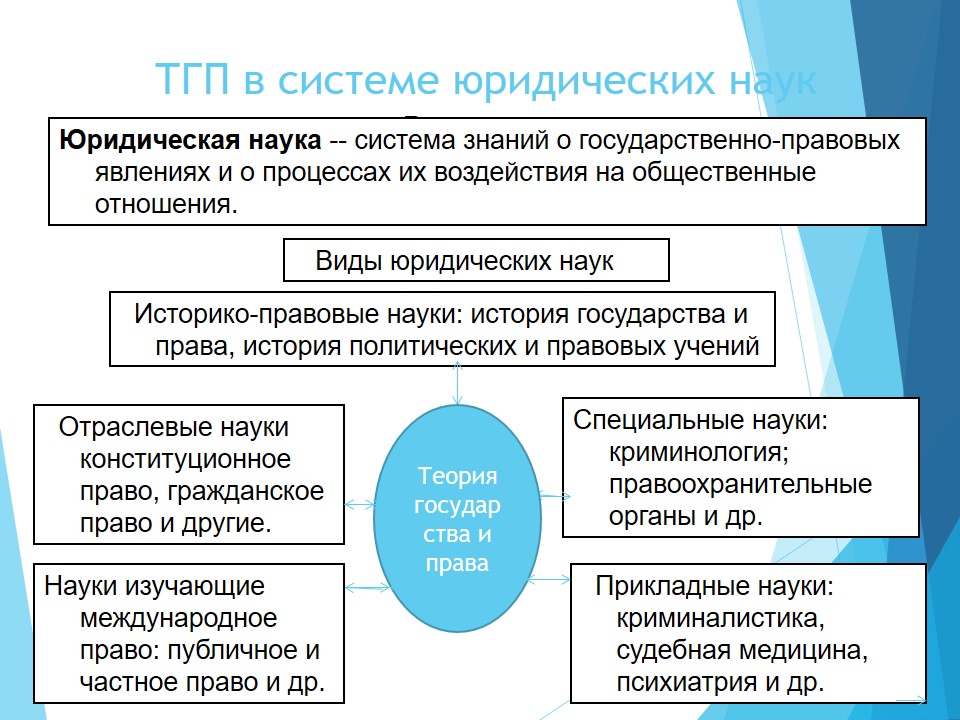 ТГП в системе юридических наук
Юридическая наука -- система знаний о государственно-правовых
явлениях и о процессах их воздействия на общественные
отношения.
Виды юридических наук
Историко-правовые науки: история государства и
права, история политических и правовых учений
Отраслевые науки
конституционное
право, гражданское
право и другие.
Специальные науки:
криминология;
правоохранительные
органы и др.
Теория
государ
ства и
права
Науки изучающие
международное
право: публичное и
частное право и др.
Прикладные науки:
криминалистика,
судебная медицина,
психиатрия и др.